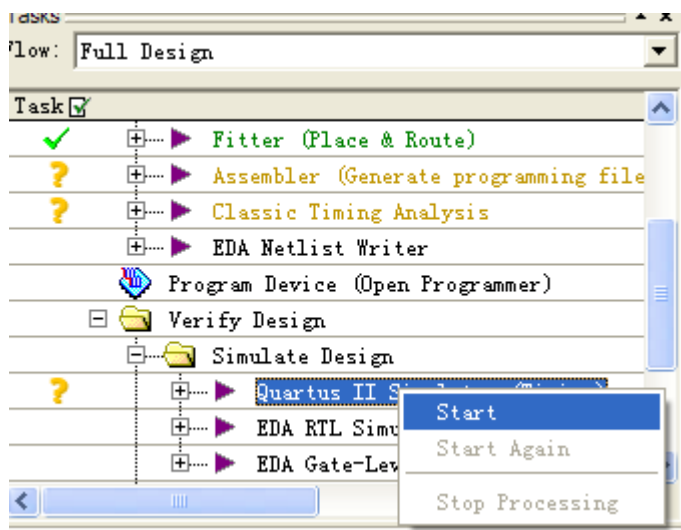 Tasks
Flow: Full Design
Task
Fitter (Place & Route)
Assembler (Generate programming file
Classic Timing Analysis
EDA Netlist Writer
Program Device (Open Programmer)
Verify Design
Simulate Design
Quartus II S
EDA RTL Simu
EDA Gate-Lev
Start
Start Again
Stop Processing